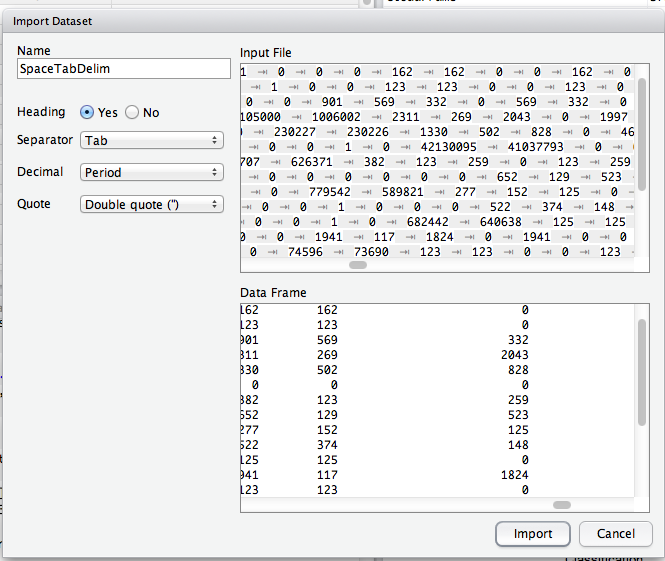 Import Dataset
Name
SpaceTabDelim
Heading Yes No
Separator Tab
Decimal Period
Quote Double quote (")
Input File
1 ⇥ 0 ⇥ 0 ⇥ 0 ⇥ 162 ⇥ 162 ⇥ 0 ⇥ 0 ⇥ 162 ⇥ 0
⇥ 1 ⇥ 0 ⇥ 0 ⇥ 123 ⇥ 123 ⇥ 0 ⇥ 0 ⇥ 123 ⇥ 0
0 ⇥ 0 ⇥ 901 ⇥ 569 ⇥ 332 ⇥ 0 ⇥ 569 ⇥ 332 ⇥ 0
105000 ⇥ 1006002 ⇥ 2311 ⇥ 269 ⇥ 2043 ⇥ 0 ⇥ 1997
⇥ 230227 ⇥ 230226 ⇥ 1330 ⇥ 502 ⇥ 828 ⇥ 0 ⇥ 46
⇥ 0 ⇥ 0 ⇥ 1 ⇥ 0 ⇥ 42130095 ⇥ 41037793 ⇥ 0 ⇥ 0
707 ⇥ 626371 ⇥ 382 ⇥ 123 ⇥ 259 ⇥ 0 ⇥ 123 ⇥ 259
⇥ 0 ⇥ 0 ⇥ 0 ⇥ 0 ⇥ 0 ⇥ 0 ⇥ 652 ⇥ 129 ⇥ 523
⇥ 0 ⇥ 779542 ⇥ 589821 ⇥ 277 ⇥ 152 ⇥ 125 ⇥ 0
⇥ 0 ⇥ 0 ⇥ 1 ⇥ 0 ⇥ 0 ⇥ 0 ⇥ 522 ⇥ 374 ⇥ 148 ⇥
⇥ 0 ⇥ 0 ⇥ 1 ⇥ 0 ⇥ 682442 ⇥ 640638 ⇥ 125 ⇥ 125
0 ⇥ 0 ⇥ 1941 ⇥ 117 ⇥ 1824 ⇥ 0 ⇥ 1941 ⇥ 0 ⇥ 0
⇥ 0 ⇥ 74596 ⇥ 73690 ⇥ 123 ⇥ 123 ⇥ 0 ⇥ 0 ⇥ 123
Data Frame
162 162 0
123 123 0
901 569 332
311 269 2043
330 502 828
0 0 0
382 123 259
652 129 523
277 152 125
522 374 148
125 125 0
941 117 1824
123 123 0
Import Cancel